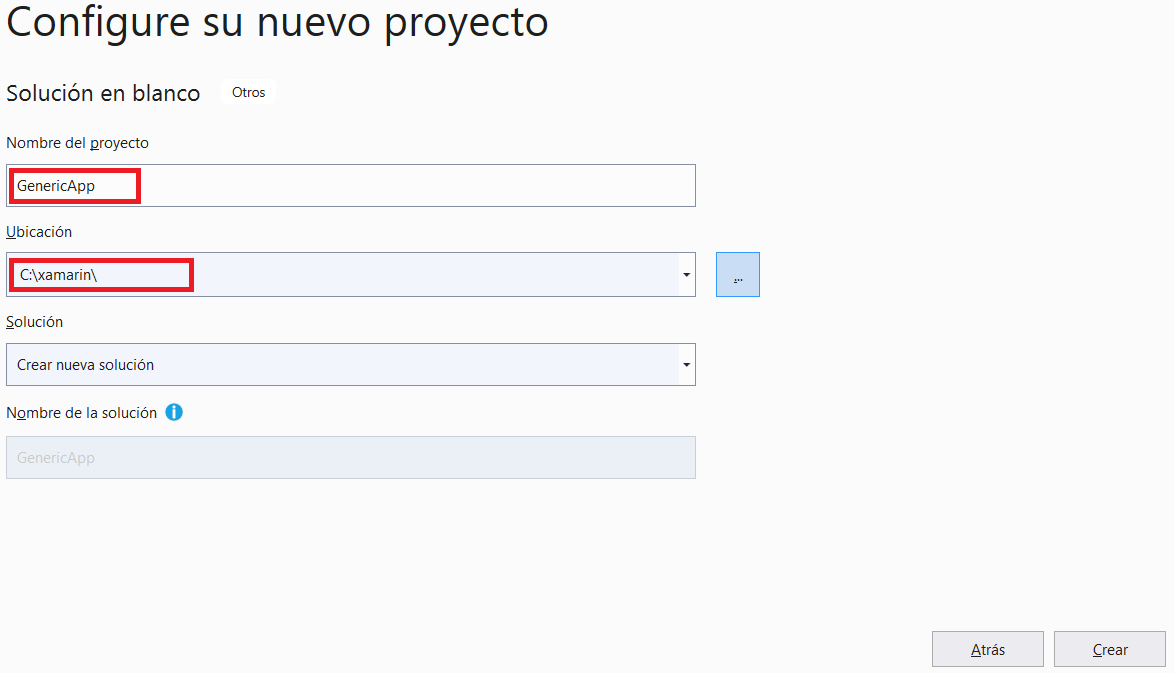 Configure su nuevo proyecto
Solución en blanco Otros
Nombre del proyecto
GenericApp
Ubicación
C:\xamarin\
...
Solución
Crear nueva solución
Nombre de la solución i
GenericApp
Atrás Crear